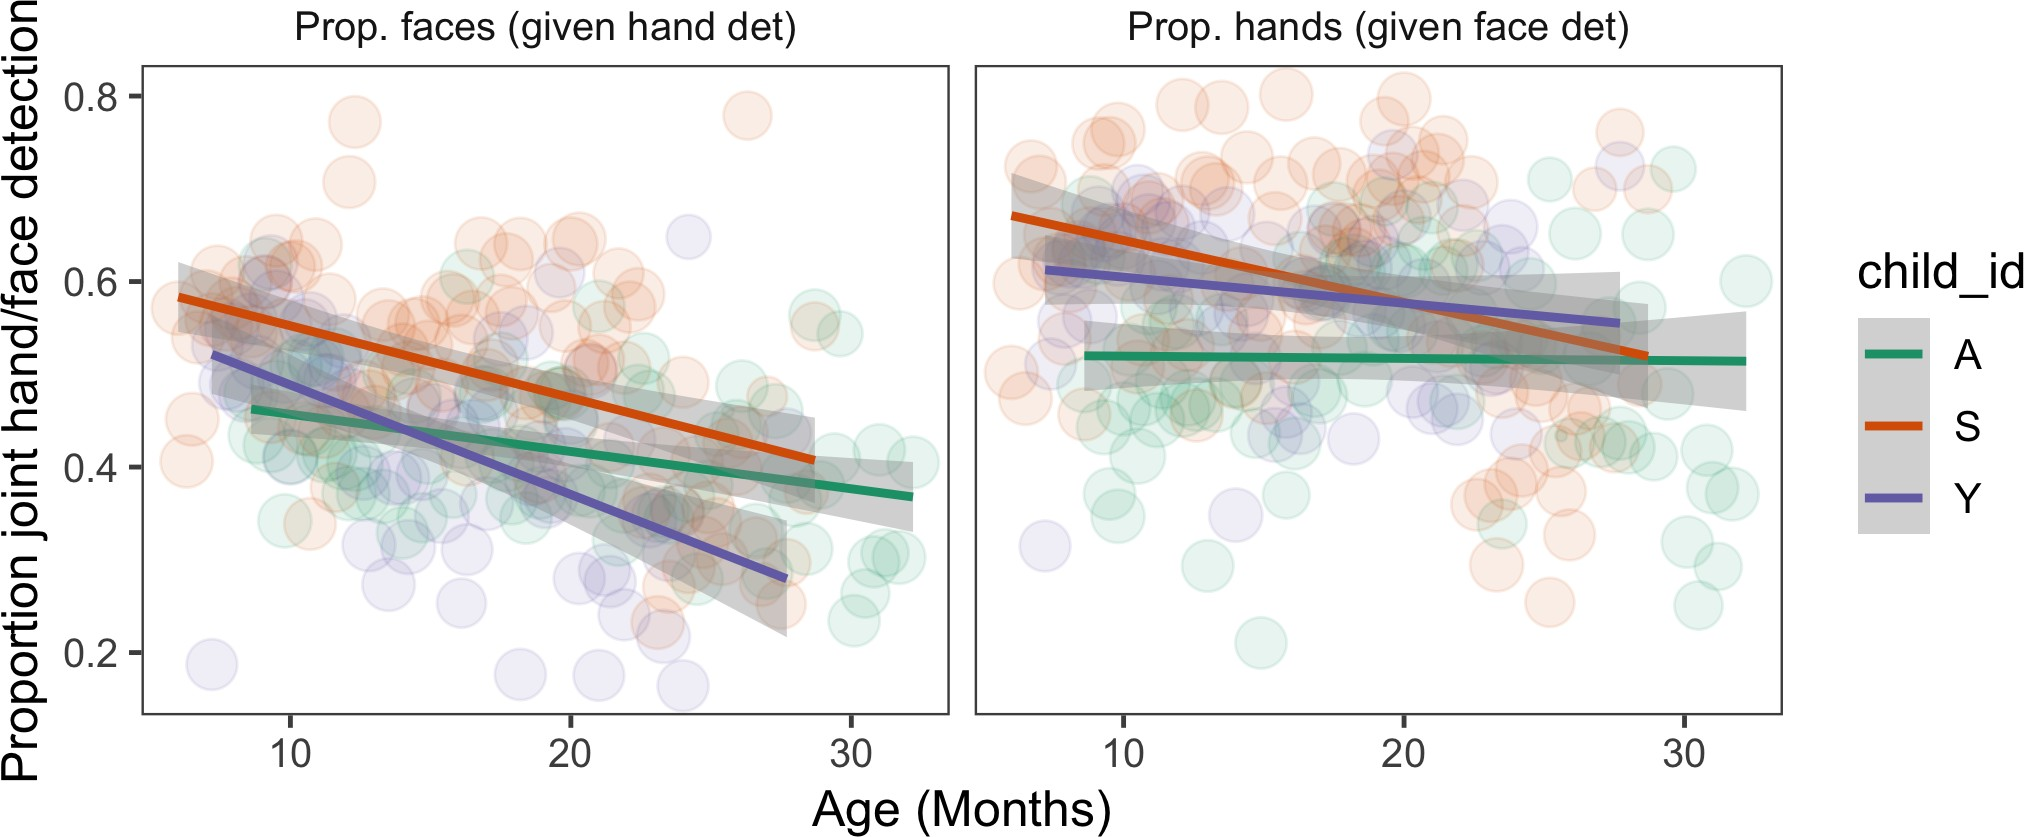 Prop. faces (given hand det)
Prop. hands (given face det)
Proportion joint hand/face detection
0.8
0.6
0.4
0.2
10
20
30
10
20
30
Age (Months)
child_id
A
S
Y